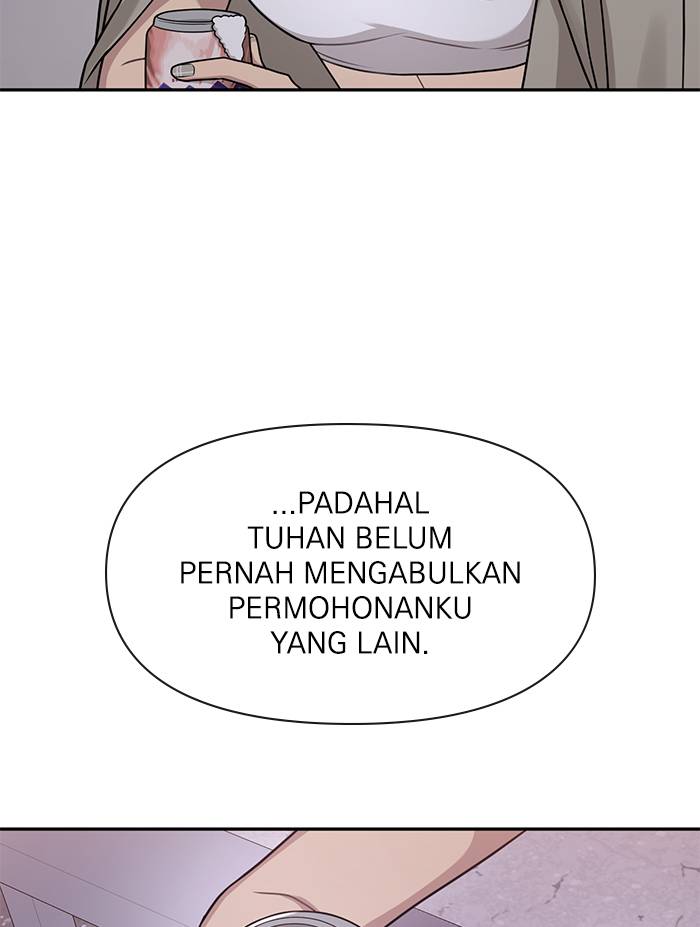 ...PADAHAL
TUHAN BELUM
PERNAH MENGABULKAN
PERMOHONANKU
YANG LAIN.